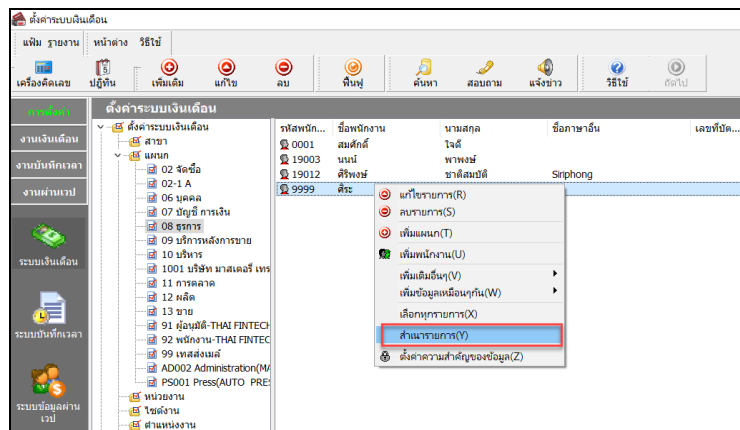 ตั้งค่าระบบเงินเดือน
แฟ้ม รายงาน หน้าต่าง วิธีใช้
เครื่องคิดเลข ปฏิทิน เพิ่มเติม แก้ไข ลบ ฟื้นฟู ค้นหา สอบถาม แจ้งข่าว วิธีใช้ ถัดไป
การตั้งค่า
งานเงินเดือน
งานบันทึกเวลา
งานผ่านเวป
ระบบเงินเดือน
ระบบบันทึกเวลา
ระบบข้อมูลผ่าน
เวป
ตั้งค่าระบบเงินเดือน
ตั้งค่าระบบเงินเดือน
สาขา
แผนก
02 จัดซื้อ
02-1 A
06 บุคคล
07 บัญชี การเงิน
08 ธุรการ
09 บริการหลังการขาย
10 บริหาร
1001 บริษัท มาสเตอรี่ เทร
11 การตลาด
12 ผลิต
13 ขาย
91 ผู้อนุมัติ-THAI FINTECH
92 พนักงาน-THAI FINTEC
99 เทสส่งเมล์
AD002 Administration(MA
PS001 Press(AUTO PRES
หน่วยงาน
ไซต์งาน
ตำแหน่งงาน
รหัสพนัก... ชื่อพนักงาน นามสกุล ชื่อภาษาอื่น เลขที่บัต...
0001 สมศักดิ์ ใจดี
19003 นนน์ พาพงษ์
19012 ศิริพงษ์ ชาติสมบัติ Siriphong
9999 ศิระ
แก้ไขรายการ(R)
ลบรายการ(S)
เพิ่มแผนก(T)
เพิ่มพนักงาน(U)
เพิ่มเติมอื่นๆ(V)
เพิ่มข้อมูลเหมือนๆกัน(W)
เลือกทุกรายการ(X)
สำเนารายการ(Y)
ตั้งค่าความสำคัญของข้อมูล(Z)